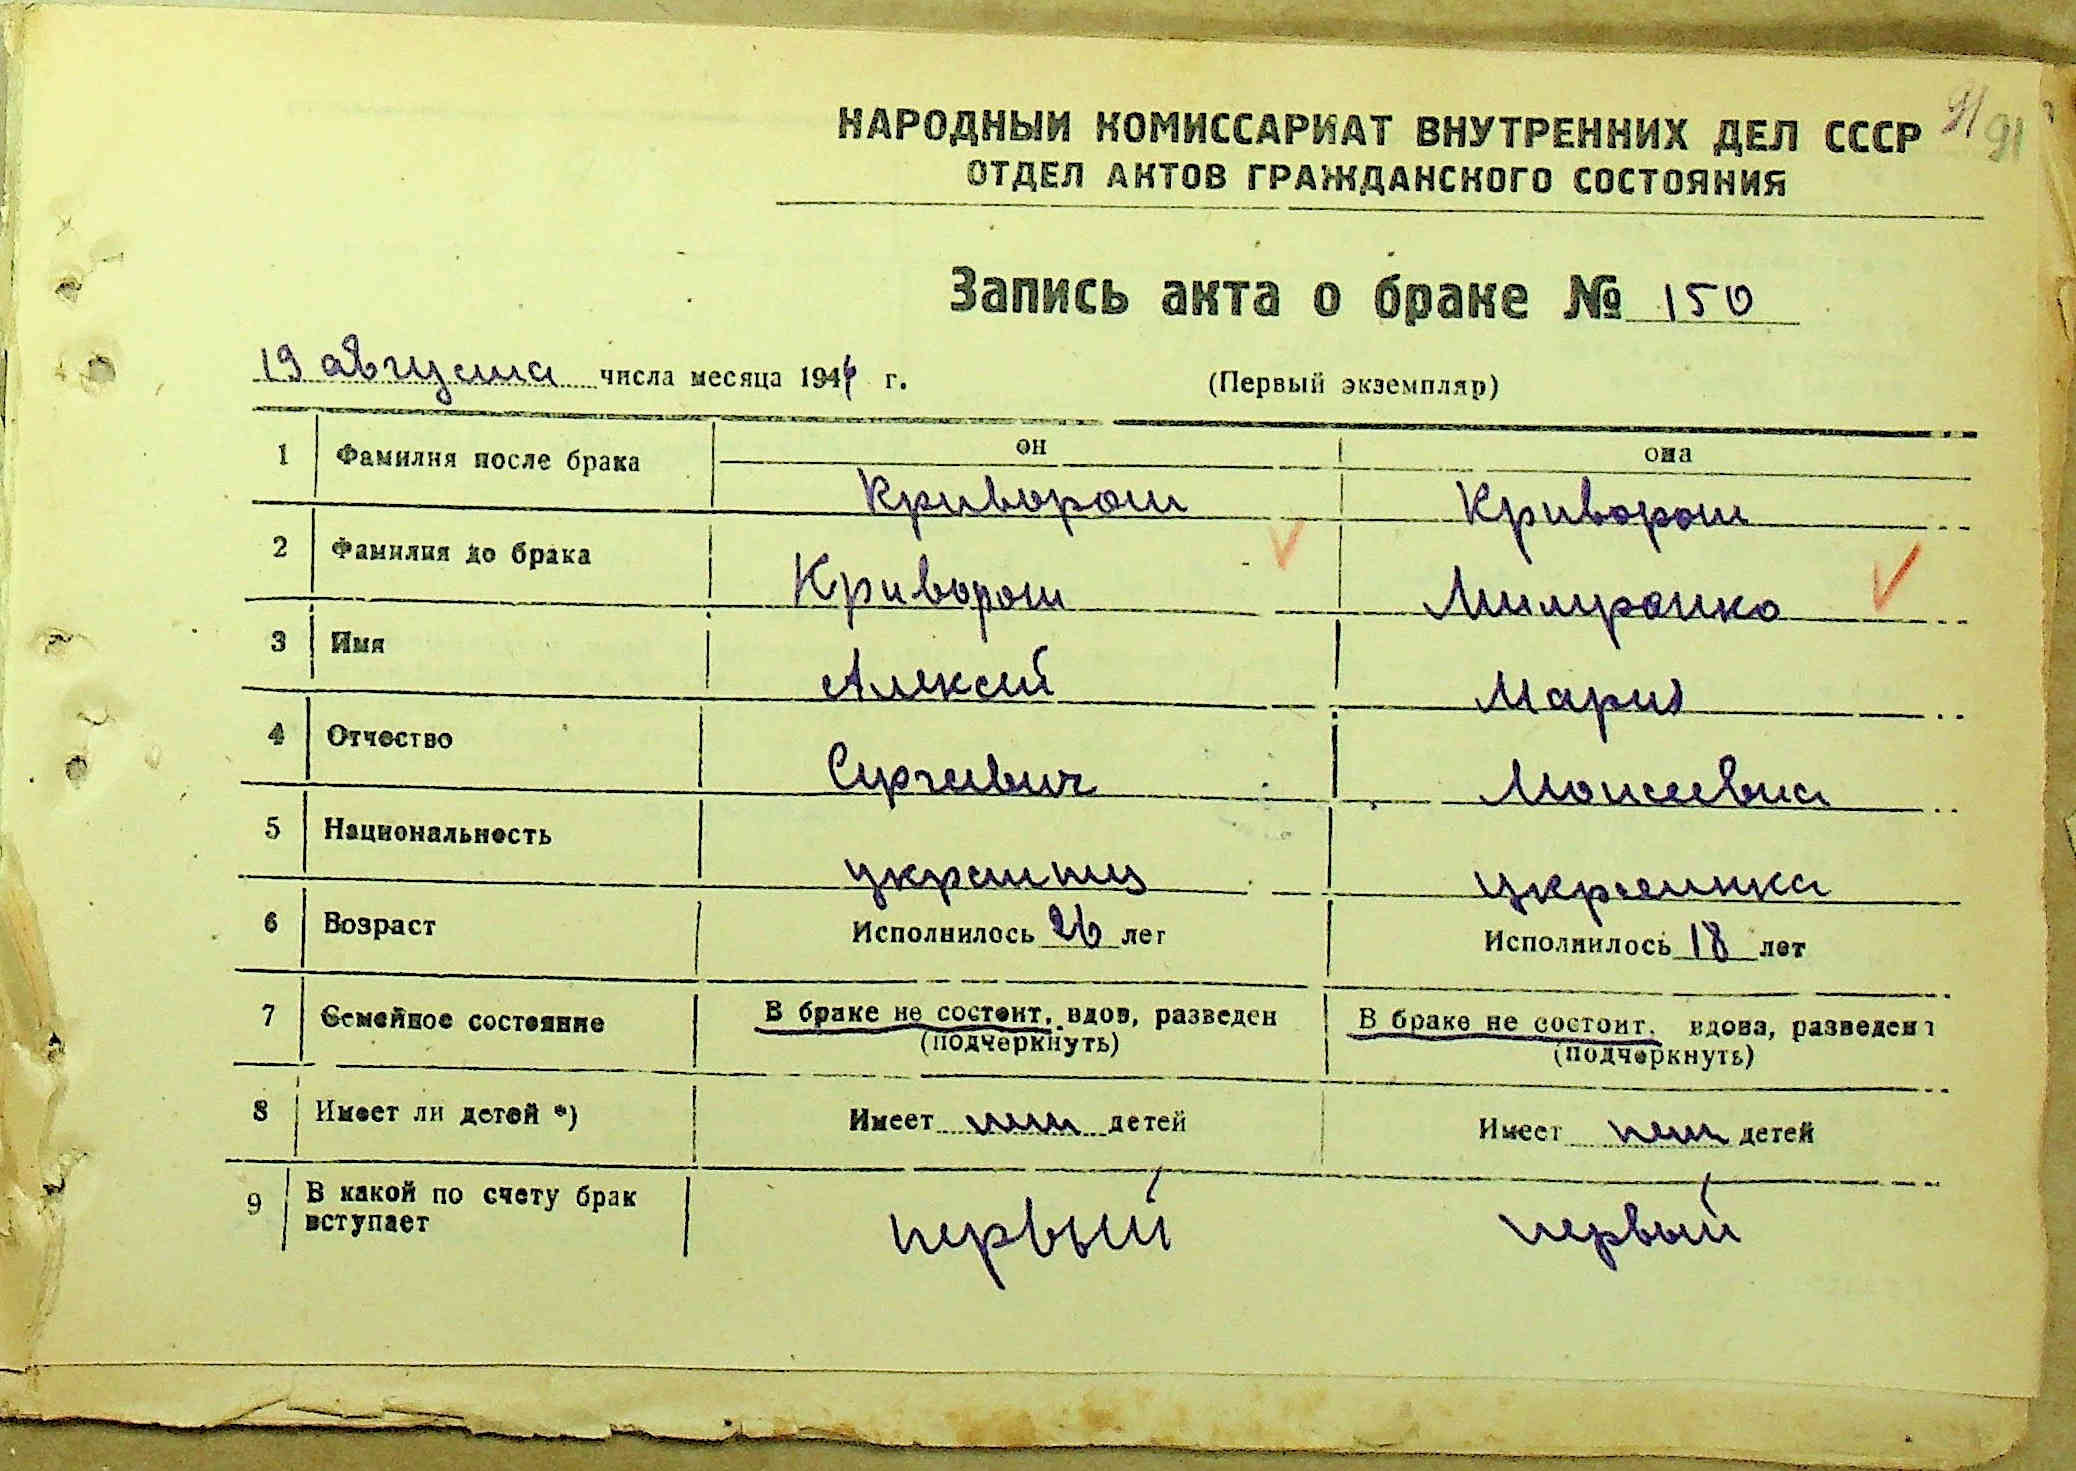 91 91
НАРОДНЫЙ КОМИССАРИАТ ВНУТРЕННИХ ДЕЛ СССР
ОТДЕЛ АКТОВ ГРАЖДАНСКОГО СОСТОЯНИЯ
Запись акта о браке № 150
19 августа числа месяца 1944 г. (Первый экземпляр)
1 Фамилия после брака он она
Криворот Криворот
2 Фамилия до брака Криворот
3 Имя Алексей Мария
4 Отчество Сергеевич Моисеевна
5 Национальность украинец украинка
6 Возраст Исполнилось 26 лет Исполнилось 18 лет
7 Семейное состояние В браке не состоит, вдов, разведен В браке не состоит, вдова, разведена
(подчеркнуть) (подчеркнуть)
8 Имеет ли детей *) Имеет нет детей Имеет нет детей
9 В какой по счету брак
вступает первый первый